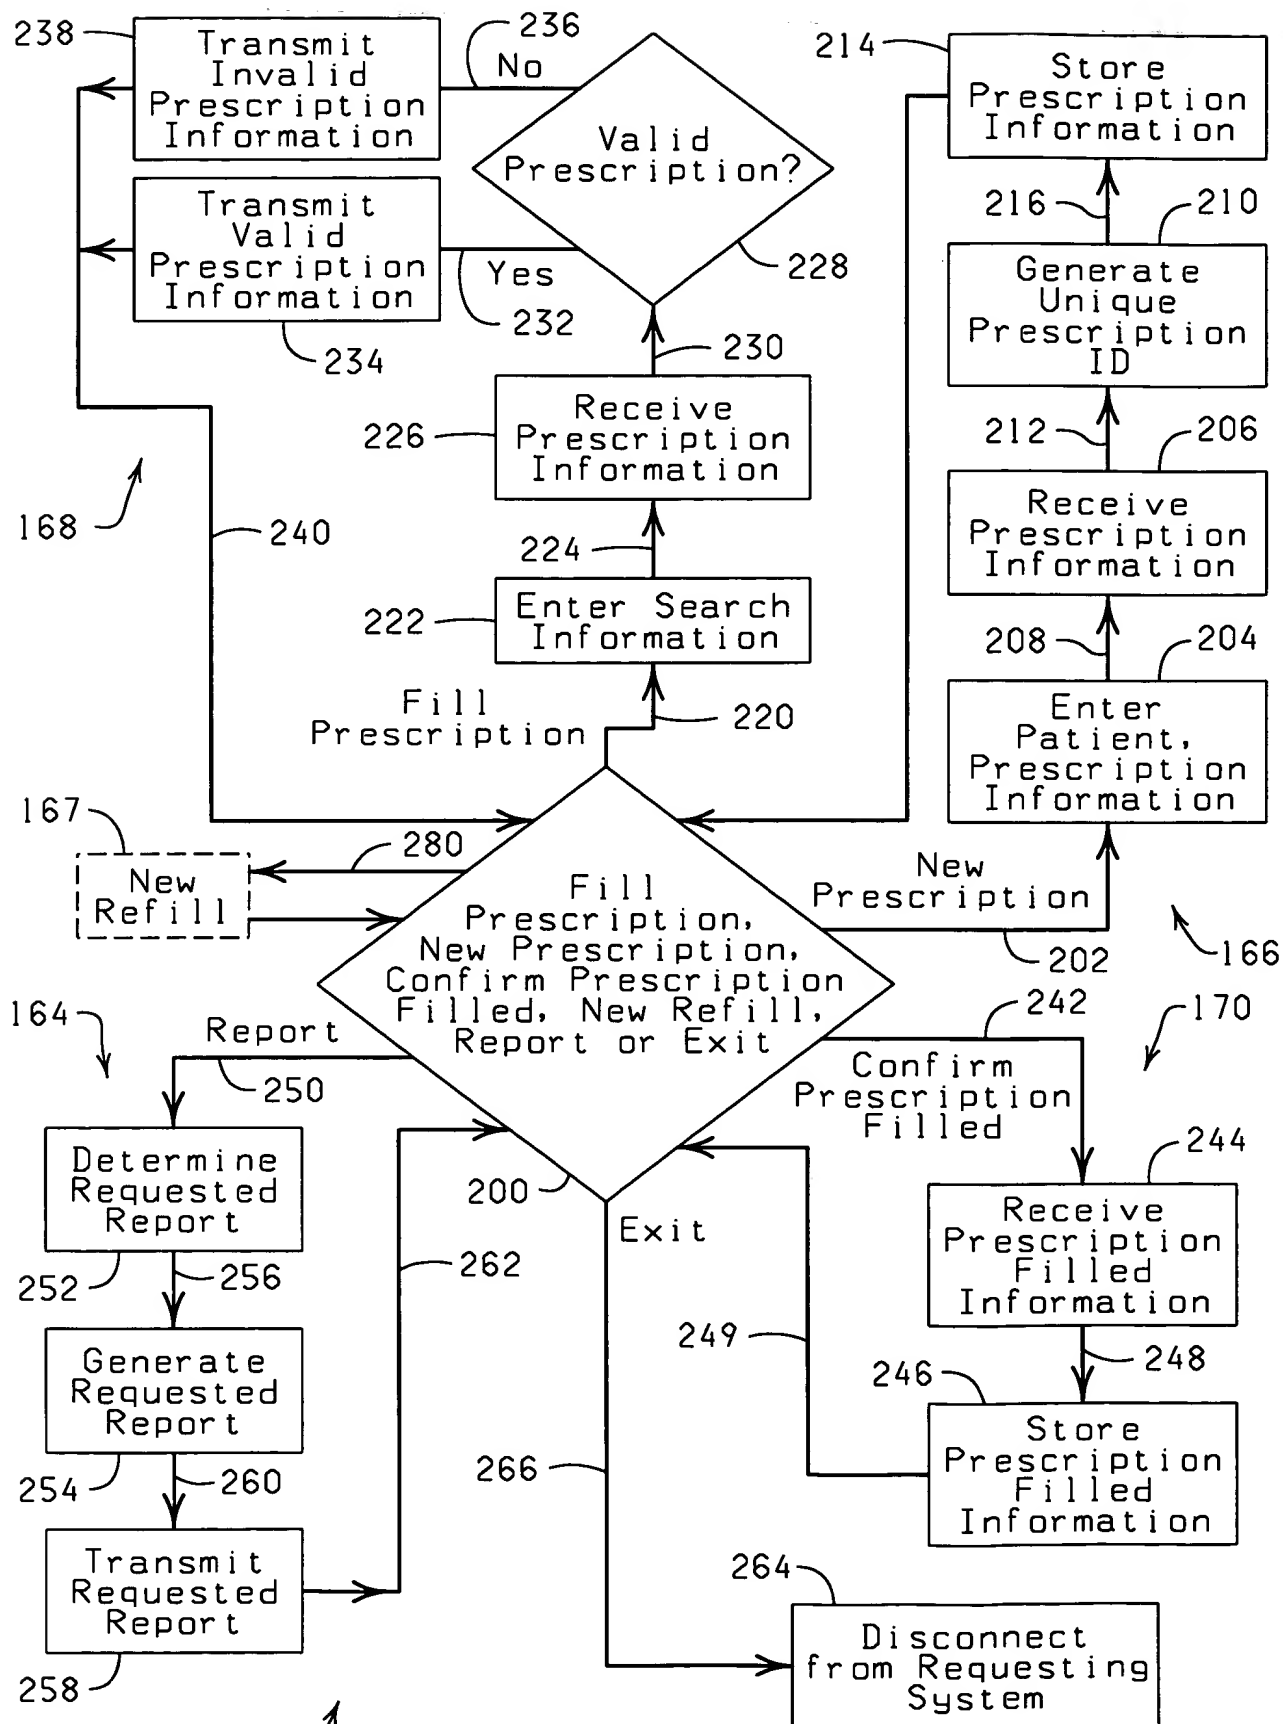 238
Transmit
Invalid
Prescription
Information
236
No
Valid
Prescription?
228
214
Store
Prescription
Information
216
210
Transmit
Valid
Prescription
Information
234
Yes
232
230
Generate
Unique
Prescription
ID
212
206
226
Receive
Prescription
Information
224
Receive
Prescription
Information
208
204
168
240
222
Enter Search
Information
220
Fill
Prescription
Enter
Patient,
Prescription
Information
167
New
Refill
280
Fill
Prescription,
New Prescription,
Confirm Prescription
Filled, New Refill,
Report or Exit
200
New
Prescription
202
166
242
170
Confirm
Prescription
Filled
244
164
Report
250
Determine
Requested
Report
252
256
262
Exit
Receive
Prescription
Filled
Information
248
249
246
Generate
Requested
Report
254
260
266
Store
Prescription
Filled
Information
Transmit
Requested
Report
258
264
Disconnect
from Requesting
System